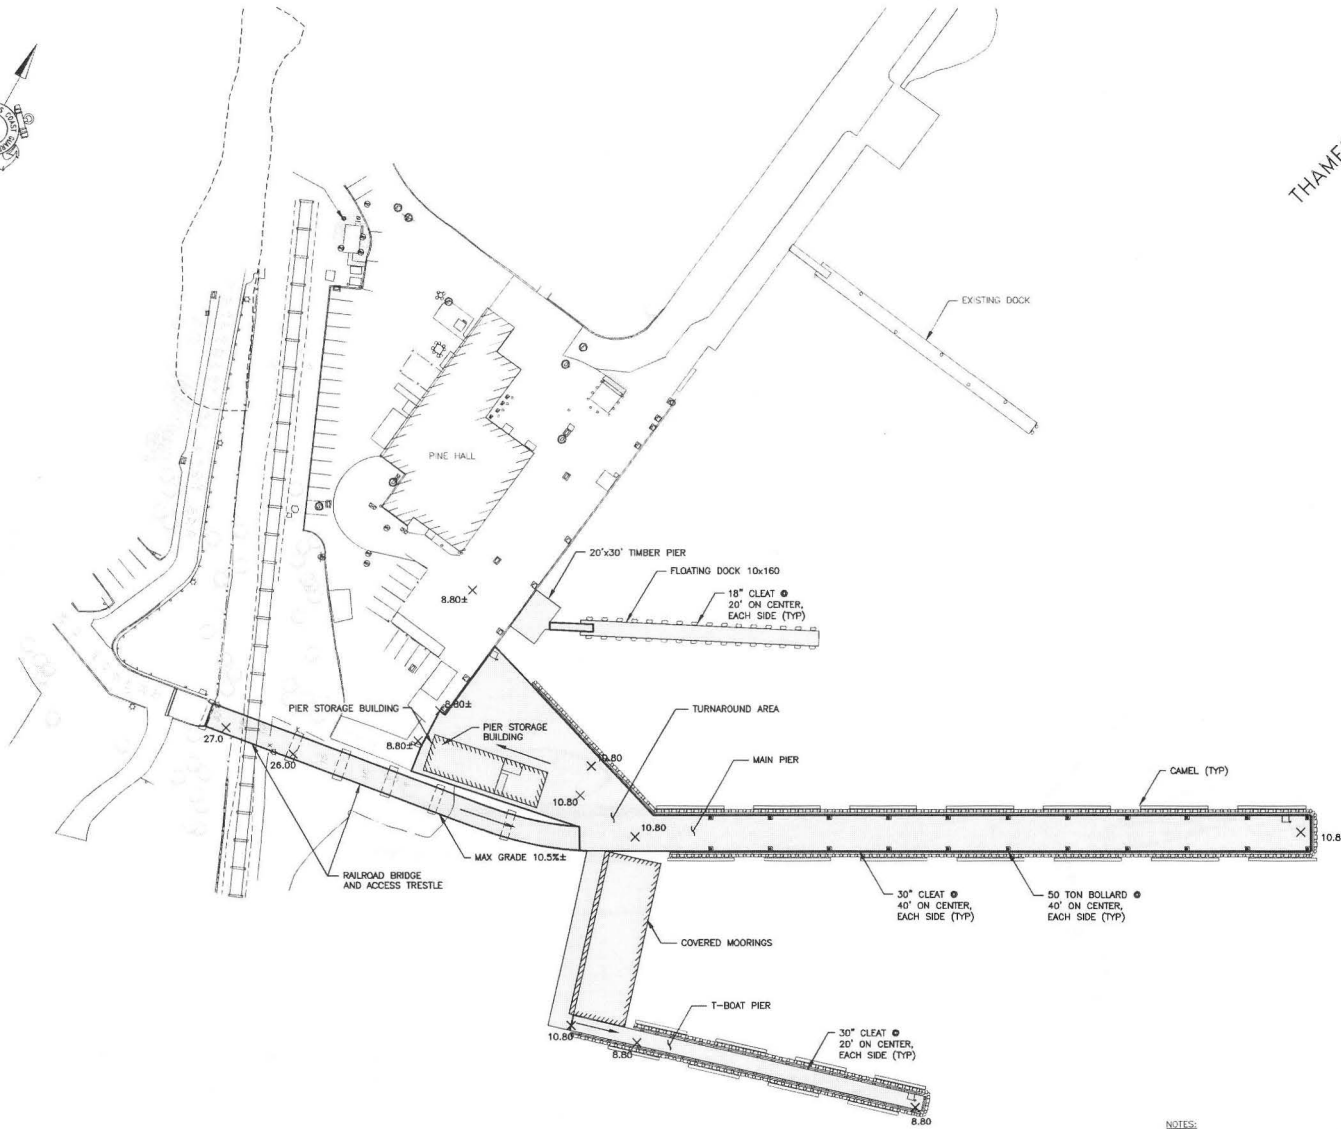 COAST GUARD
THAME
EXISTING DOCK
PINE HALL
20'x30' TIMBER PIER
FLOATING DOCK 10x160
18" CLEAT @
20' ON CENTER,
EACH SIDE (TYP)
8.80±
8.80±
PIER STORAGE BUILDING
PIER STORAGE
BUILDING
TURNAROUND AREA
27.0
8.80±
26.00
10.80
MAIN PIER
CAMEL (TYP)
10.80
10.80
10.8
MAX GRADE 10.5%±
RAILROAD BRIDGE
AND ACCESS TRESTLE
30" CLEAT @
40' ON CENTER,
EACH SIDE (TYP)
50 TON BOLLARD @
40' ON CENTER,
EACH SIDE (TYP)
COVERED MOORINGS
T-BOAT PIER
10.80
8.80
30" CLEAT @
20' ON CENTER,
EACH SIDE (TYP)
8.80
NOTES: